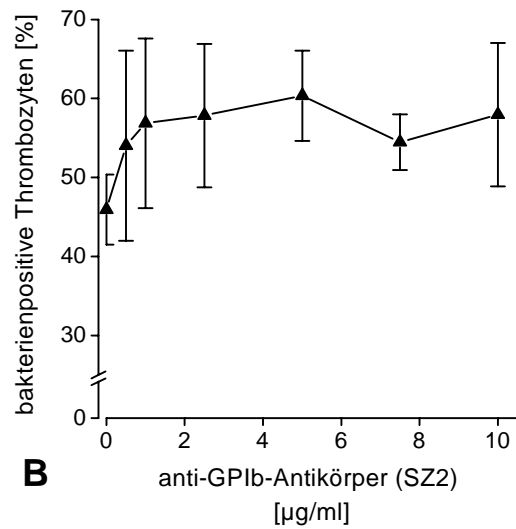 bakterienpositive Thrombozyten [%]
70
60
50
40
30
0
0 2 4 6 8 10
B
anti-GPIb-Antikörper (SZ2)
[µg/ml]